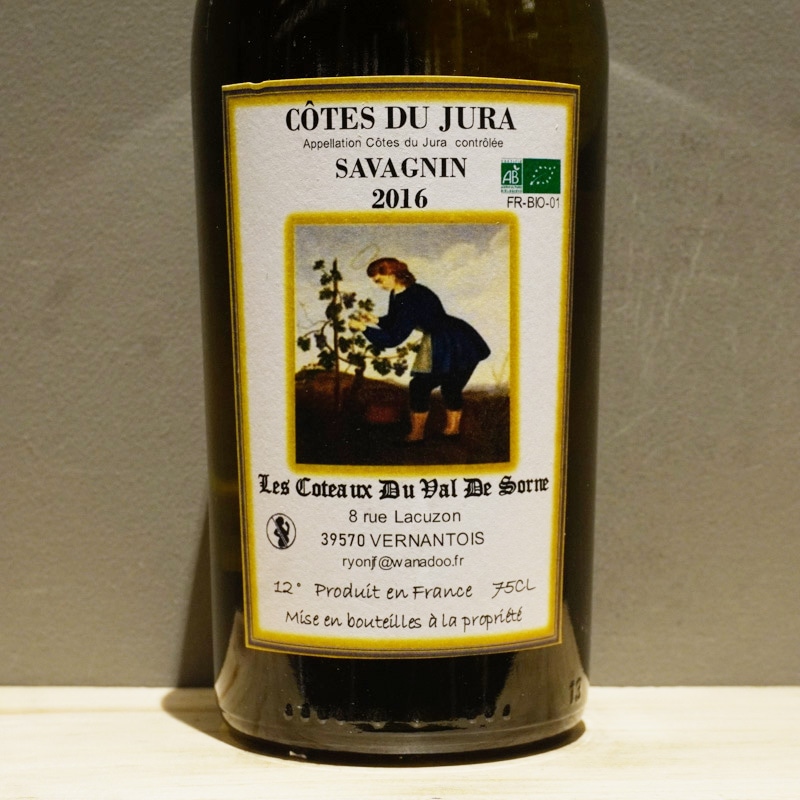 CÔTES DU JURA
Appellation Côtes du Jura contrôlée
SAVAGNIN
2016
AB
FR-BIO-01
Les Coteaux Du Val De Sorne
8 rue Lacuzon
39570 VERNANTOIS
ryonjf@wanadoo.fr
12° Produit en France 75CL
Mise en bouteilles à la propriété
13